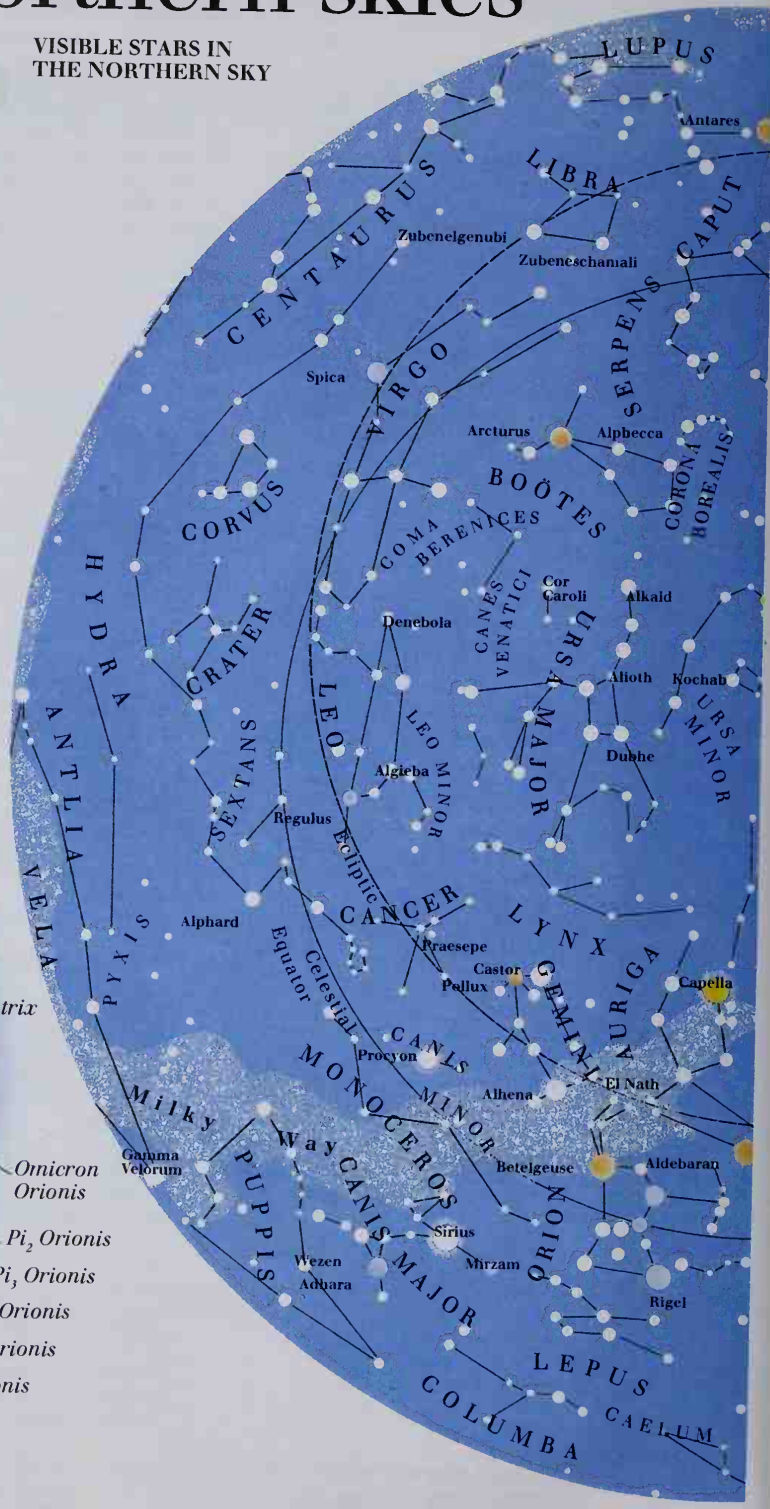 orthern skies
VISIBLE STARS IN
THE NORTHERN SKY
LUPUS
Antares
LIBRA
CAPUT
CENTAURUS
Zubenelgenubi
Zubeneschamali
SERPENS
VIRGO
Spica
Arcturus
Alphecca
CORONA
BOREALIS
BOÖTES
CORVUS
COMA
BERENICES
HYDRA
CANES
VENATICI
Cor
Caroli
Alkaid
CRATER
Denebola
URSA MAJOR
Alioth
Kochab
URSA
MINOR
LEO
LEO MINOR
ANTLIA
SEXTANS
Dubhe
Algieba
Regulus
Ecliptic
VELA
PYXIS
Alphard
CANCER
LYNX
Celestial
Equator
Praesepe
Castor
Pollux
GEMINI
AURIGA
Capella
trix
CANIS
MINOR
Procyon
MONOCEROS
Alhena
El Nath
Milky Way
Gamma
Velorum
Omicron
Orionis
PUPPIS
CANIS MAJOR
Betelgeuse
Aldebaran
ORION
Pi₂ Orionis
Pi₃ Orionis
Sirius
Wezen
Mirzam
Adhara
Rigel
Orionis
rionis
nis
LEPUS
COLUMBA
CAELUM